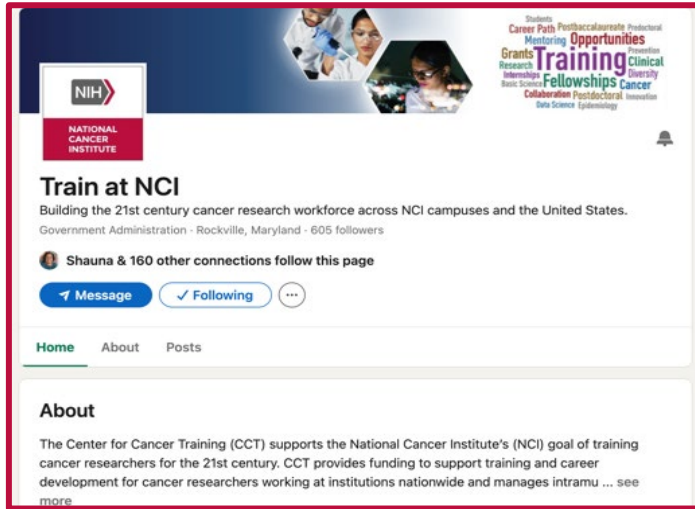 Students
Career Path Postbaccalaureate Predoctoral
Mentoring Opportunities Prevention
Grants Training Clinical
Research
Internships Fellowships Diversity
Basic Science Cancer
Collaboration Postdoctoral Innovation
Data Science Epidemiology
NIH
NATIONAL
CANCER
INSTITUTE
Train at NCI
Building the 21st century cancer research workforce across NCI campuses and the United States.
Government Administration · Rockville, Maryland · 605 followers
Shauna & 160 other connections follow this page
Message Following ...
Home About Posts
About
The Center for Cancer Training (CCT) supports the National Cancer Institute's (NCI) goal of training
cancer researchers for the 21st century. CCT provides funding to support training and career
development for cancer researchers working at institutions nationwide and manages intramu ... see
more